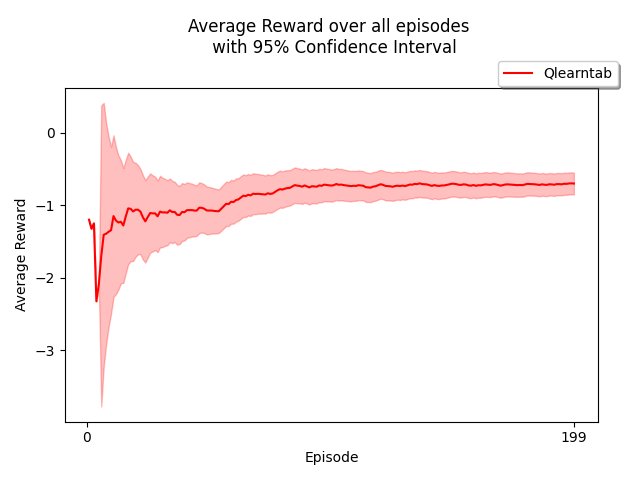 Average Reward over all episodes
with 95% Confidence Interval
Qlearntab
Average Reward
0
−1
−2
−3
0
199
Episode